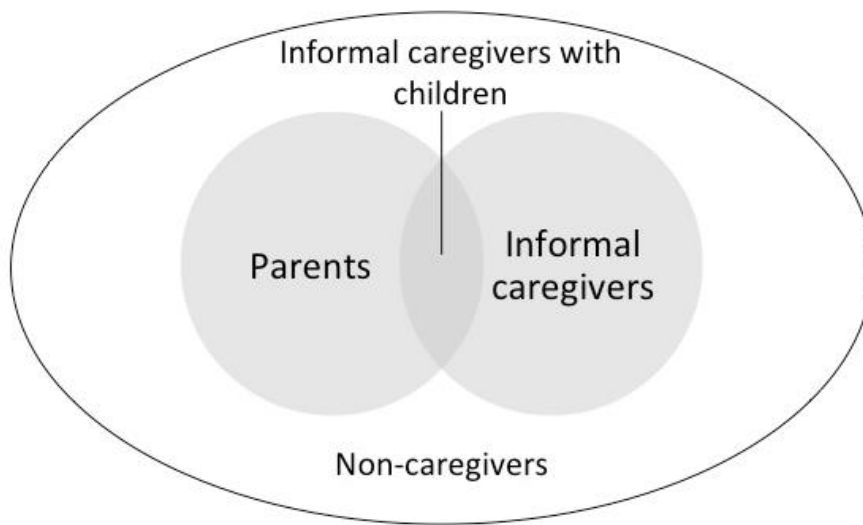 Informal caregivers with
children
Parents
Informal
caregivers
Non-caregivers